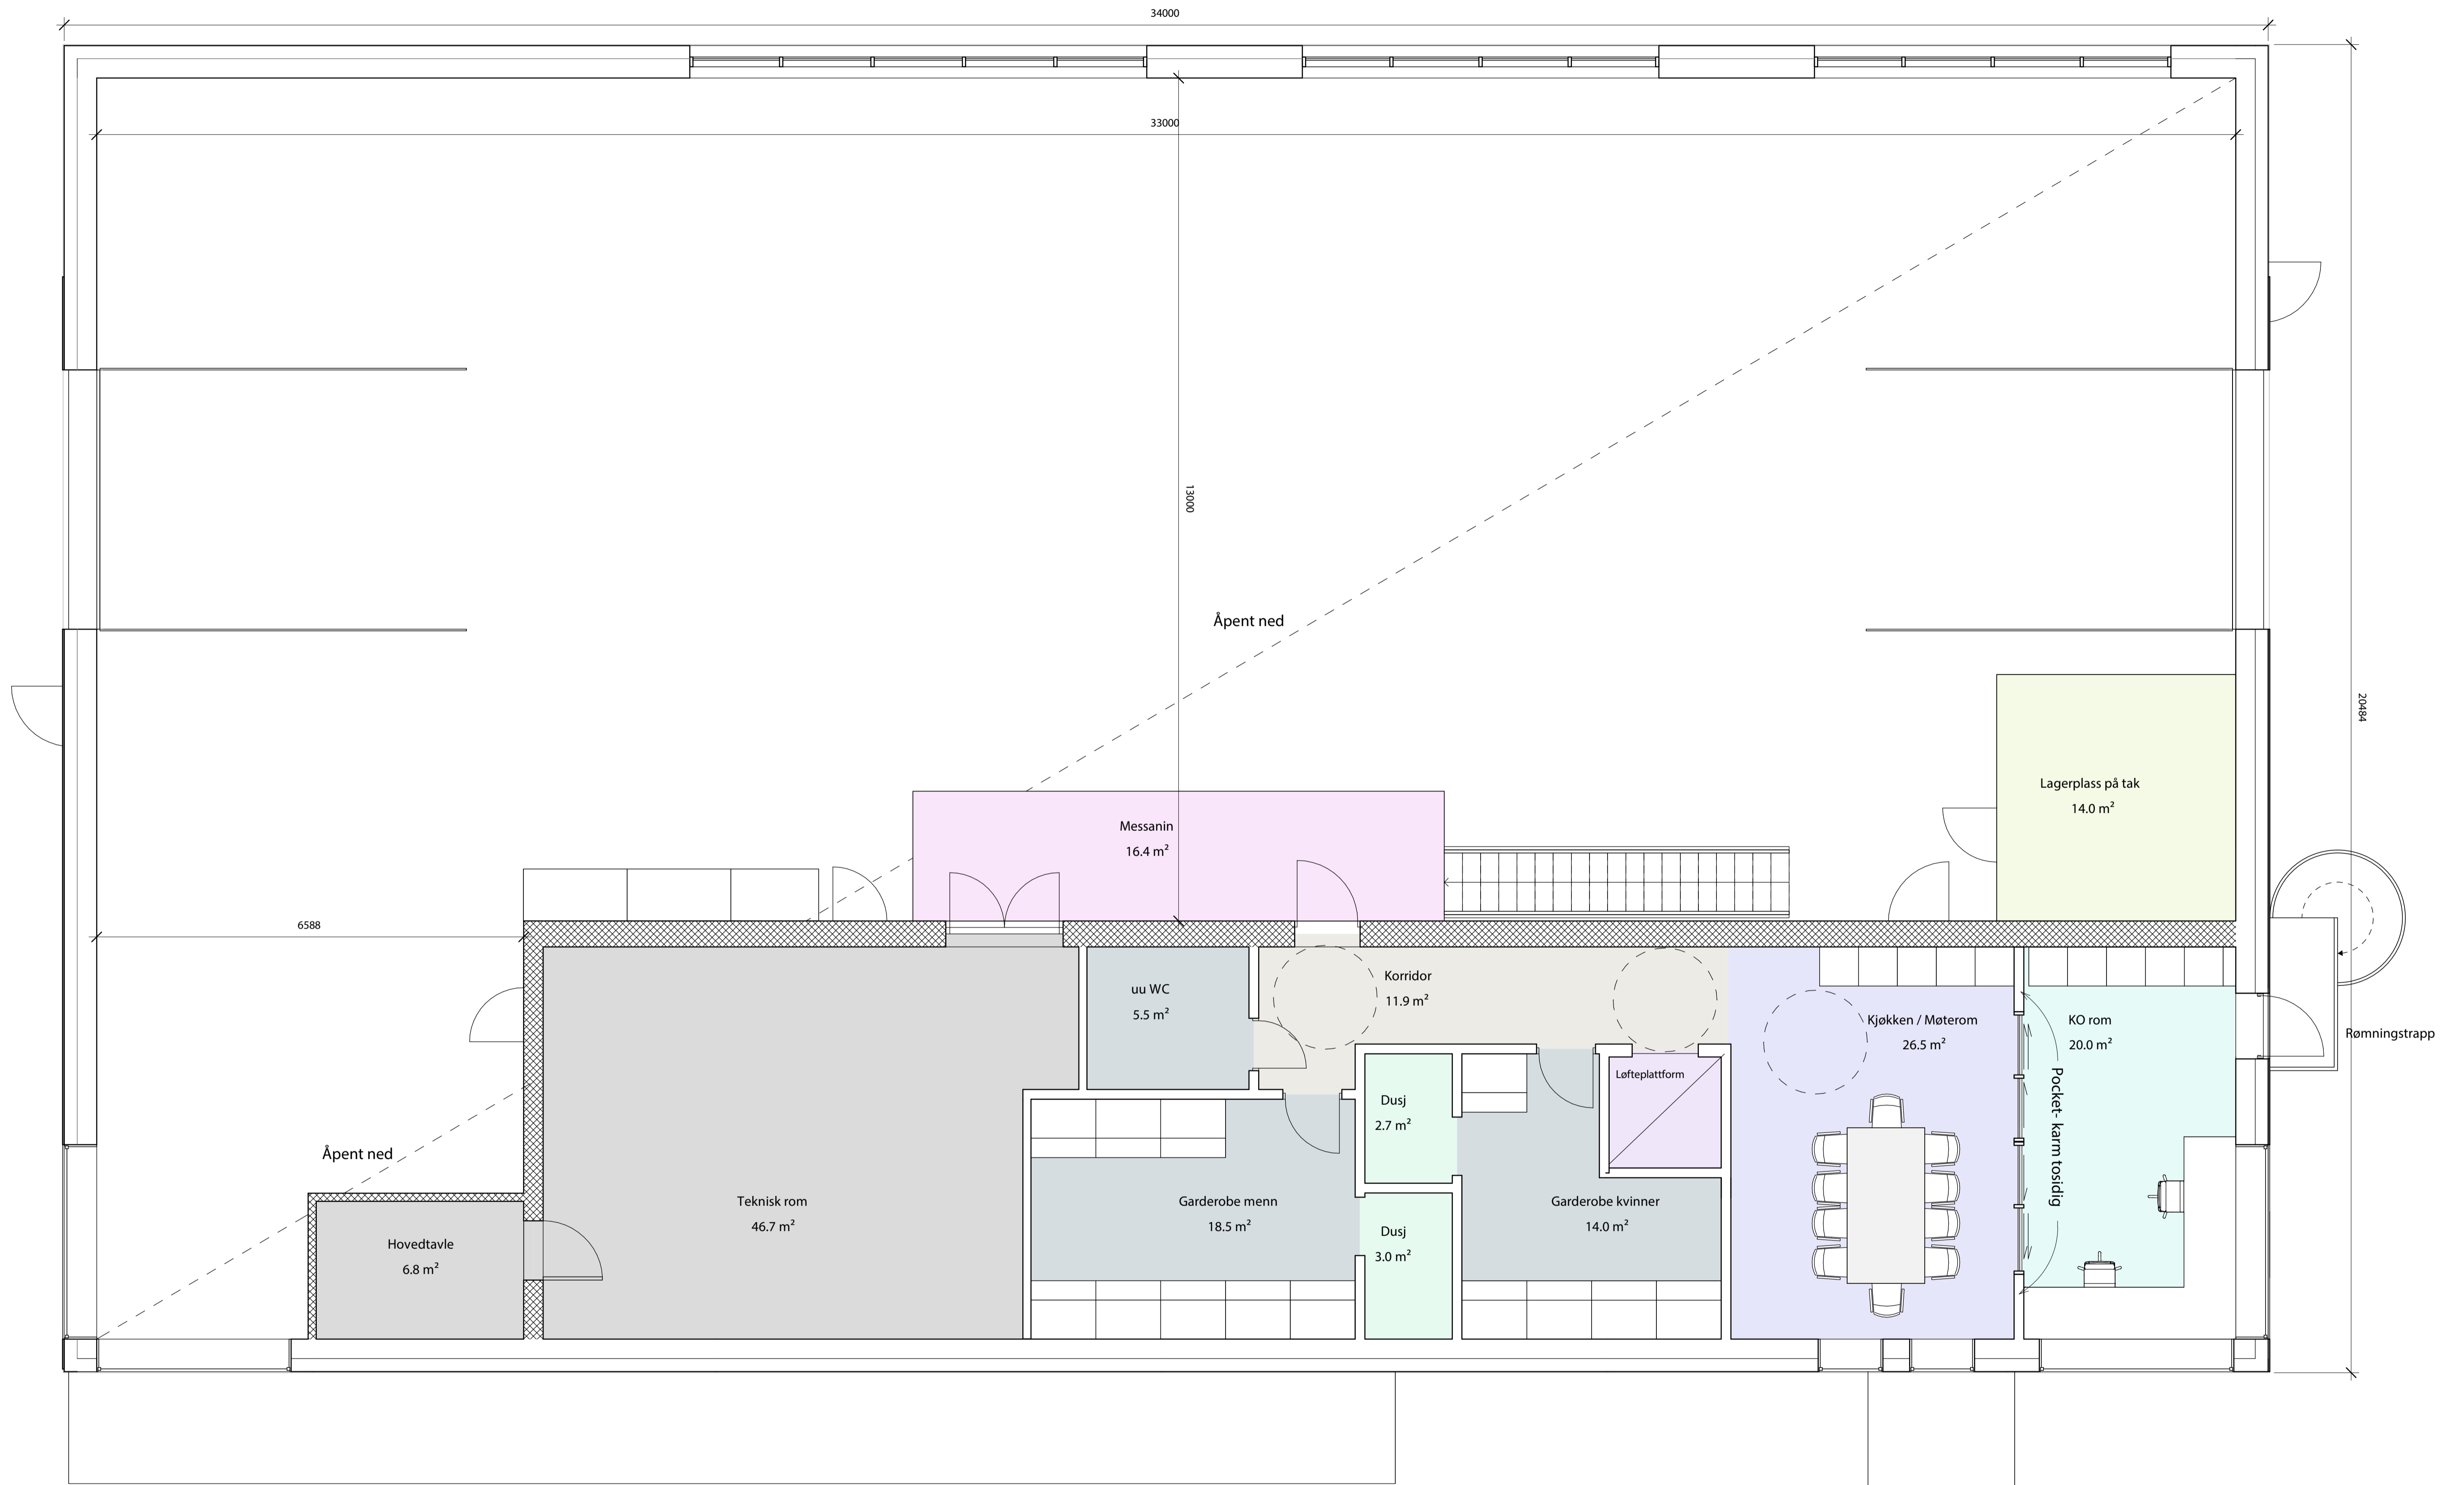 34000
33000
13000
Åpent ned
20484
Lagerplass på tak
14.0 m²
Messanin
16.4 m²
6588
uu WC
5.5 m²
Korridor
11.9 m²
Kjøkken / Møterom
26.5 m²
KO rom
20.0 m²
Rømningstrapp
Løfteplattform
Pocket- karm tosidig
Dusj
2.7 m²
Åpent ned
Teknisk rom
46.7 m²
Garderobe menn
18.5 m²
Garderobe kvinner
14.0 m²
Dusj
3.0 m²
Hovedtavle
6.8 m²